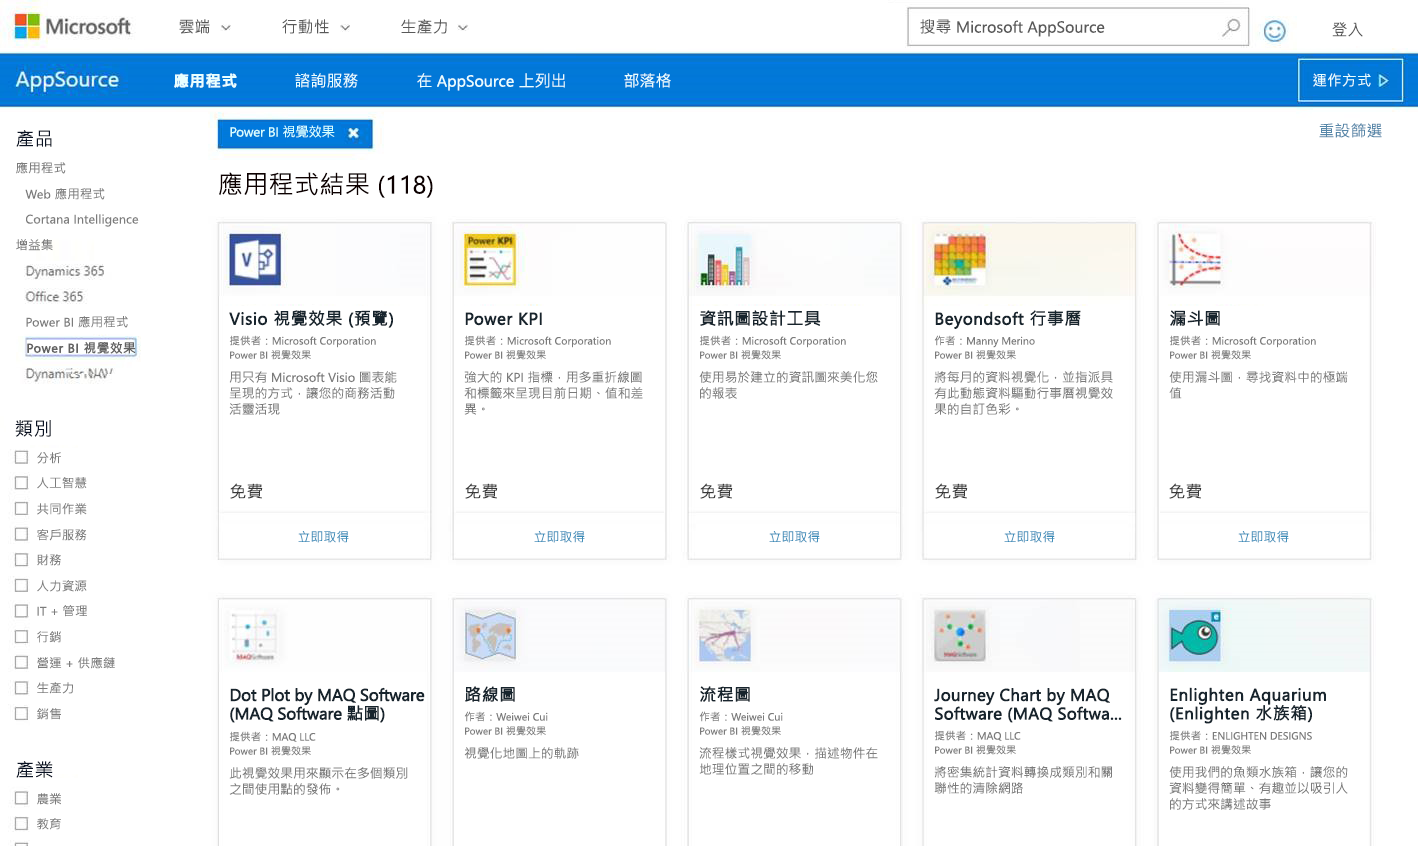 Microsoft
雲端
行動性
生產力
搜尋 Microsoft AppSource
登入
AppSource
應用程式
諮詢服務
在 AppSource 上列出
部落格
運作方式
產品
應用程式
Web 應用程式
Cortana Intelligence
增益集
Dynamics 365
Office 365
Power BI 應用程式
Power BI 視覺效果
Dynamics NAV
類別
分析
人工智慧
共同作業
客戶服務
財務
人力資源
IT + 管理
行銷
營運 + 供應鏈
生產力
銷售
產業
農業
教育
Power BI 視覺效果
重設篩選
應用程式結果 (118)
Visio 視覺效果 (預覽)
提供者：Microsoft Corporation
Power BI 視覺效果
用只有 Microsoft Visio 圖表能
呈現的方式，讓您的商務活動
活靈活現
免費
立即取得
Power KPI
Power KPI
提供者：Microsoft Corporation
Power BI 視覺效果
強大的 KPI 指標，用多重折線圖
和標籤來呈現目前日期、值和差
異。
免費
立即取得
資訊圖設計工具
提供者：Microsoft Corporation
Power BI 視覺效果
使用易於建立的資訊圖來美化您
的報表
免費
立即取得
Beyondsoft 行事曆
作者：Manny Merino
Power BI 視覺效果
將每月的資料視覺化，並指派具
有此動態資料驅動行事曆視覺效
果的自訂色彩。
免費
立即取得
漏斗圖
提供者：Microsoft Corporation
Power BI 視覺效果
使用漏斗圖，尋找資料中的極端
值
免費
立即取得
MAQSoftware
Dot Plot by MAQ Software
(MAQ Software 點圖)
提供者：MAQ LLC
Power BI 視覺效果
此視覺效果用來顯示在多個類別
之間使用點的發佈。
路線圖
作者：Weiwei Cui
Power BI 視覺效果
視覺化地圖上的軌跡
流程圖
作者：Weiwei Cui
Power BI 視覺效果
流程樣式視覺效果，描述物件在
地理位置之間的移動
MAQSoftware
Journey Chart by MAQ
Software (MAQ Softwa...
提供者：MAQ LLC
Power BI 視覺效果
將密集統計資料轉換成類別和關
聯性的清除網路
Enlighten Aquarium
(Enlighten 水族箱)
提供者：ENLIGHTEN DESIGNS
Power BI 視覺效果
使用我們的魚類水族箱，讓您的
資料變得簡單、有趣並以吸引人
的方式來講述故事